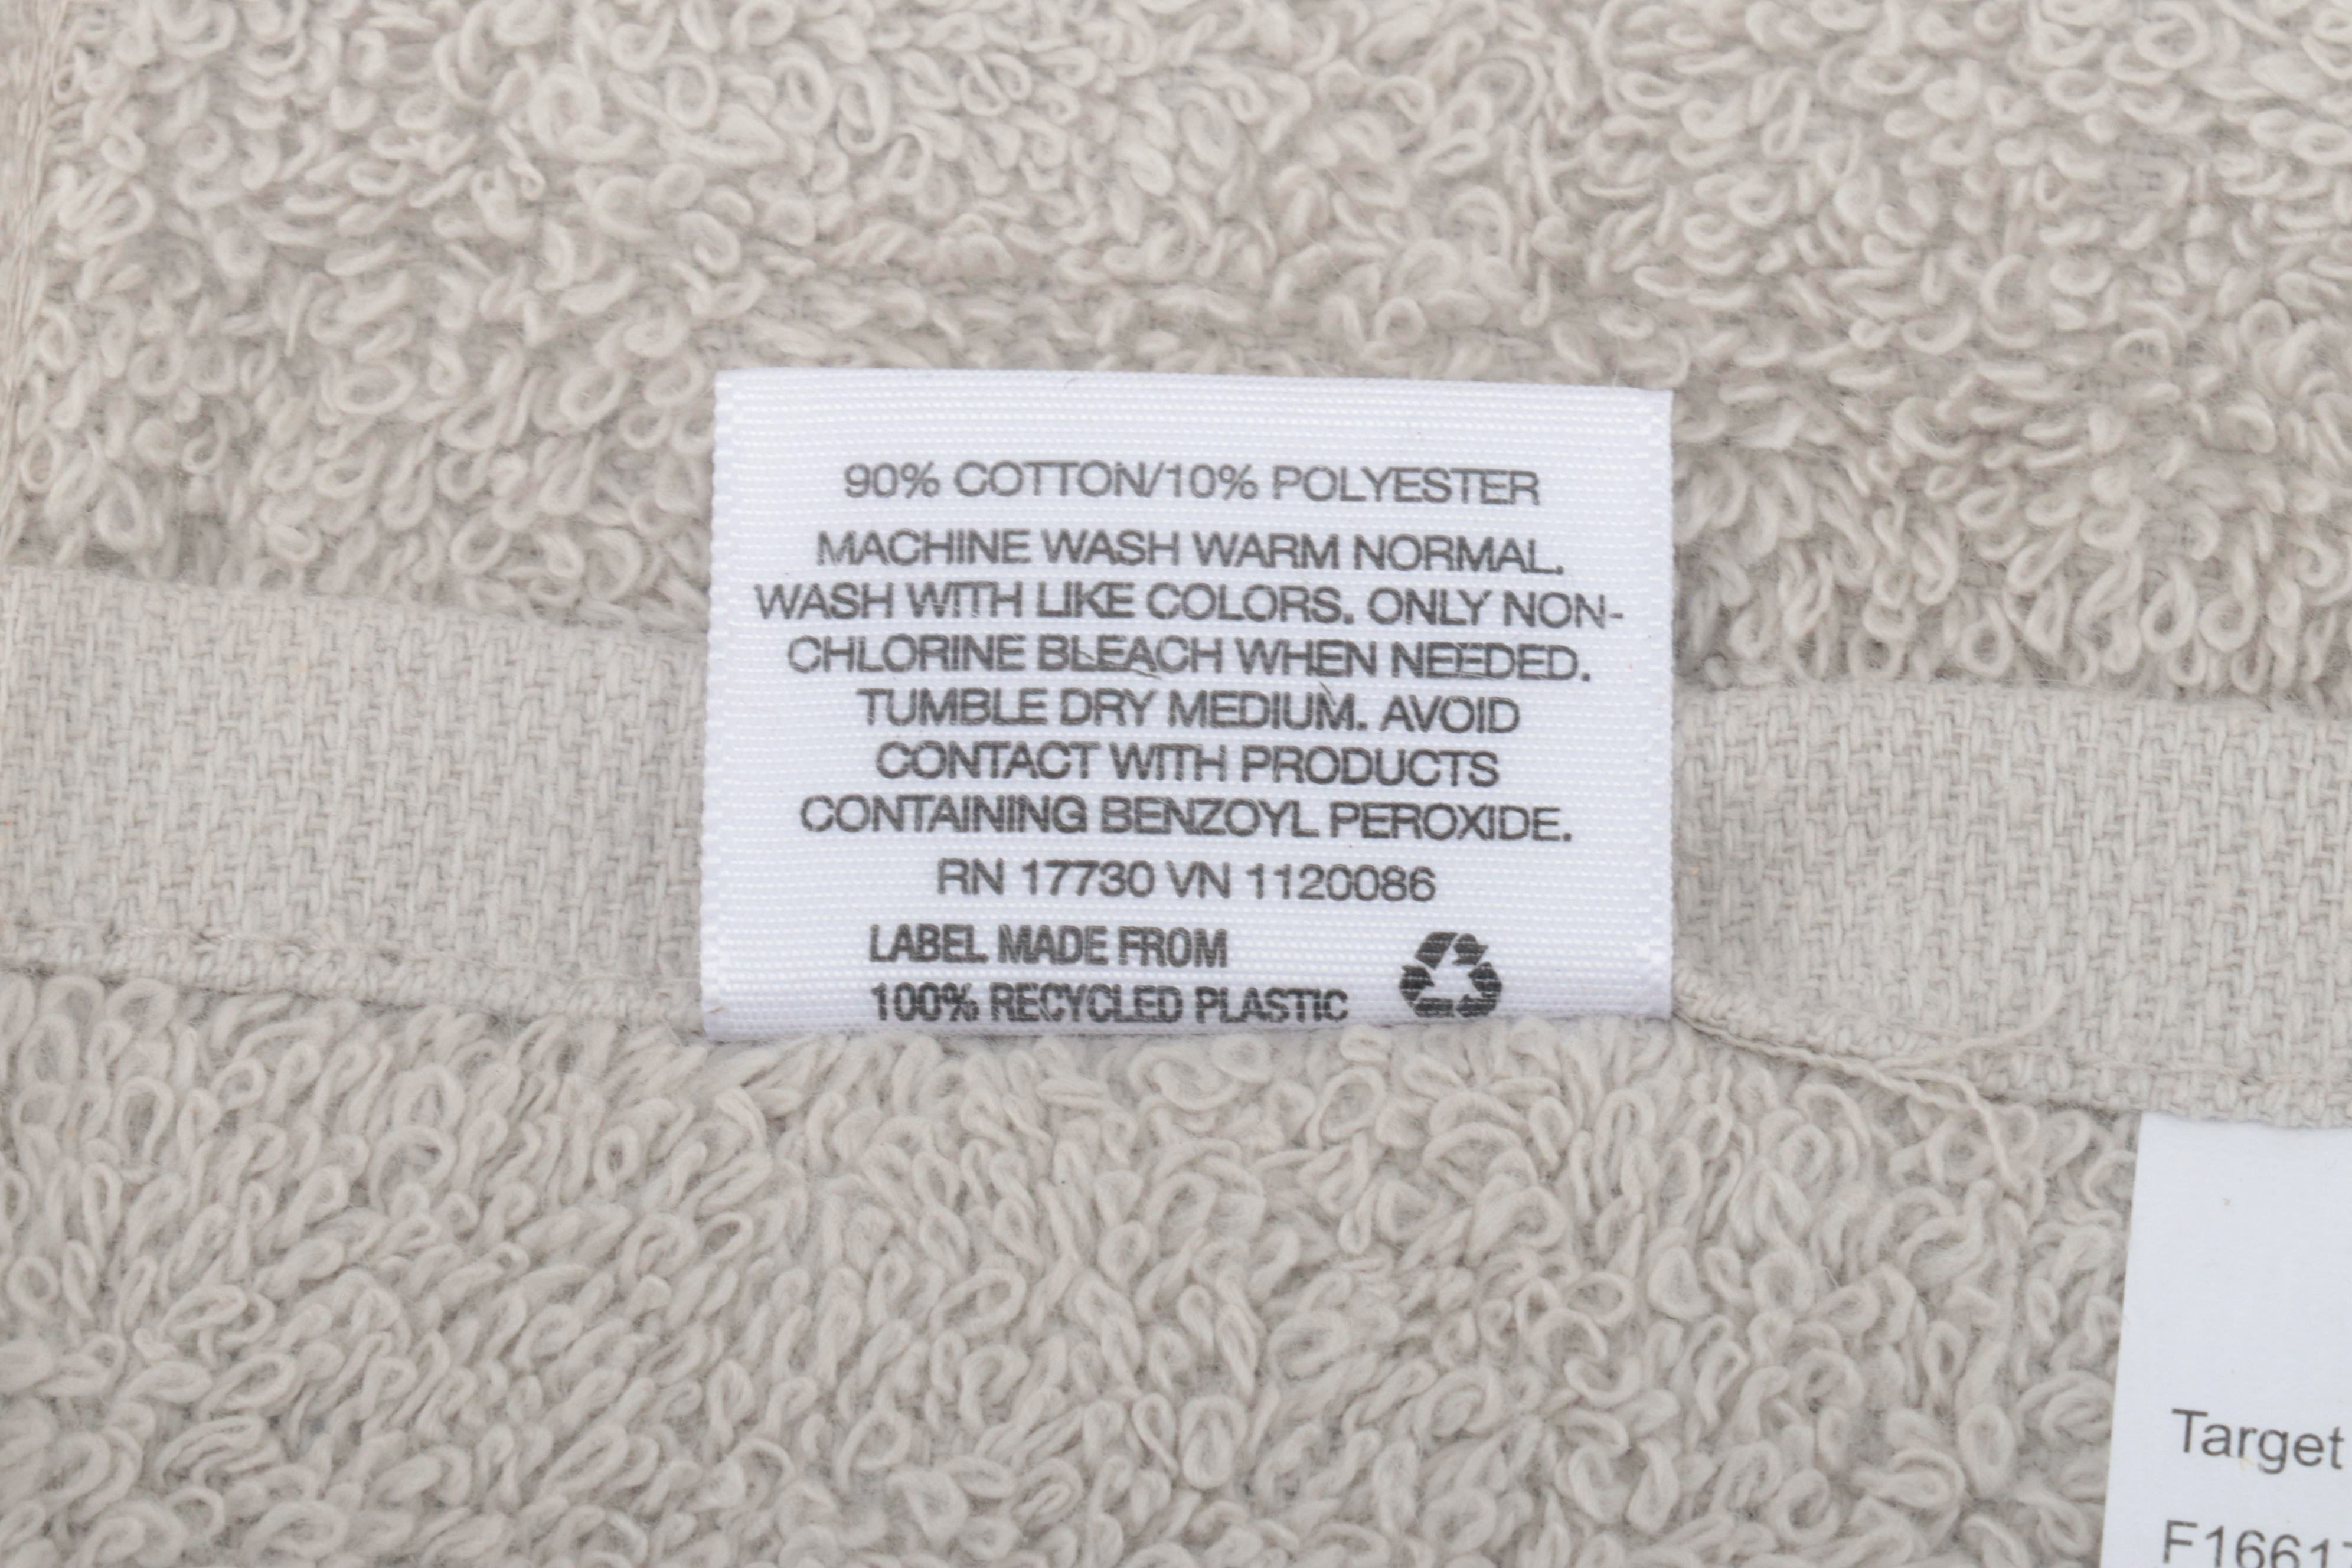 90% COTTON/10% POLYESTER
MACHINE WASH WARM NORMAL.
WASH WITH LIKE COLORS. ONLY NON-
CHLORINE BLEACH WHEN NEEDED.
TUMBLE DRY MEDIUM. AVOID
CONTACT WITH PRODUCTS
CONTAINING BENZOYL PEROXIDE.
RN 17730 VN 1120086
LABEL MADE FROM
100% RECYCLED PLASTIC
Target
F1661